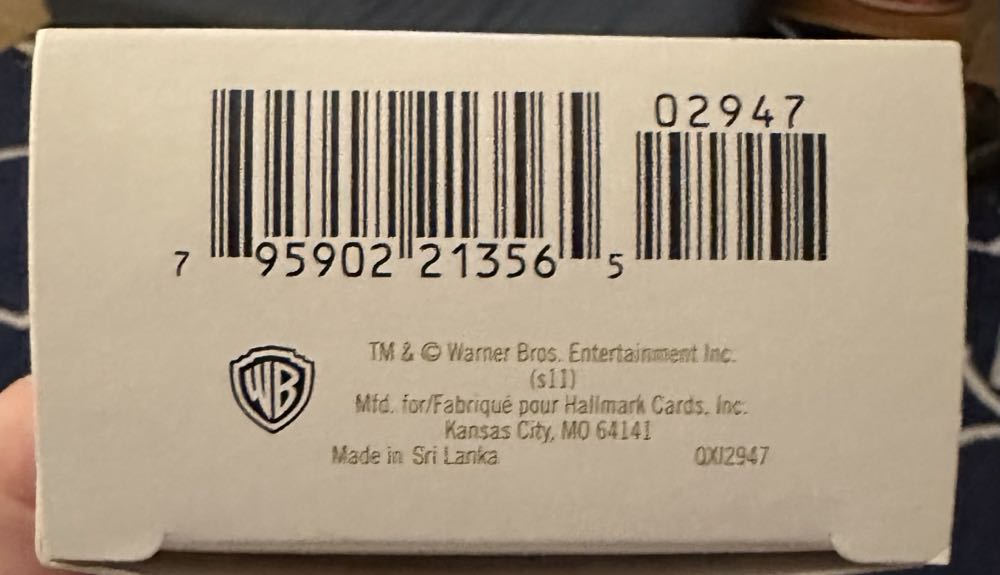 02947
7 95902 21356 5
WB
TM & © Warner Bros. Entertainment Inc.
(s11)
Mfd. for/Fabriqué pour Hallmark Cards, Inc.
Kansas City, MO 64141
Made in Sri Lanka QXI2947